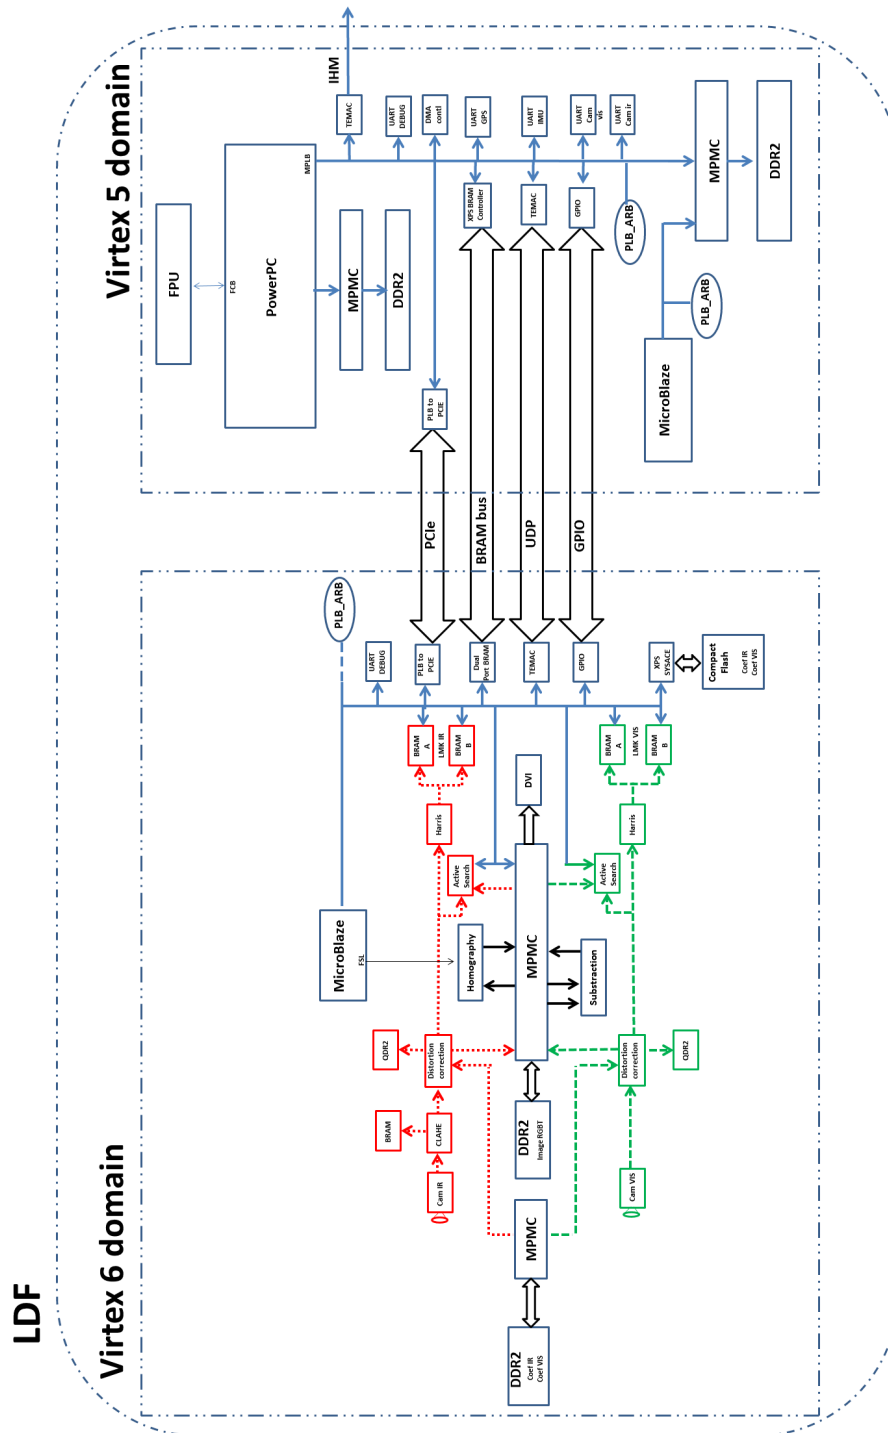 LDF
Virtex 6 domain
DDR2
Coef IR
Coef VIS
MPMC
Cam IR
CLAHE
BRAM
Distortion
correction
QDR2
DDR2
Image RGBT
Cam VIS
Distortion
correction
QDR2
MicroBlaze
FSL
Homography
MPMC
Substraction
Active
Search
Harris
BRAM
A
LMK IR
BRAM
B
DVI
Active
Search
Harris
BRAM
A
LMK VIS
BRAM
B
PLB_ARB
UART
DEBUG
PLB to
PCIE
Dual
Port BRAM
TEMAC
GPIO
XPS
SYSACE
Compact
Flash
Coef IR
Coef VIS
PCIe
BRAM bus
UDP
GPIO
Virtex 5 domain
FPU
FCB
PowerPC
MPLB
MPMC
DDR2
PLB to
PCIE
IHM
TEMAC
UART
DEBUG
DMA
contl
UART
GPS
UART
IMU
UART
Cam
vis
UART
Cam ir
XPS BRAM
Controller
TEMAC
GPIO
PLB_ARB
MicroBlaze
PLB_ARB
MPMC
DDR2